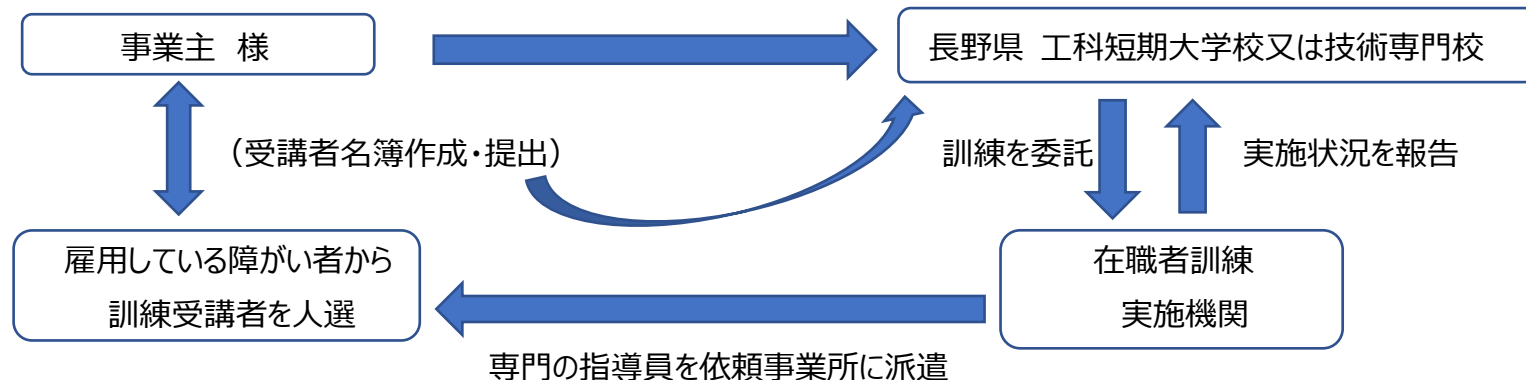 事業主 様
長野県 工科短期大学校又は技術専門校
（受講者名簿作成・提出）
訓練を委託
実施状況を報告
雇用している障がい者から
訓練受講者を人選
在職者訓練
実施機関
専門の指導員を依頼事業所に派遣